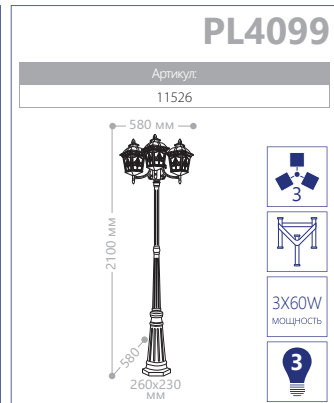 PL4099
Артикул:
11526
580 мм
2100 мм
580
260x230
мм
3
3X60W
мощность
3